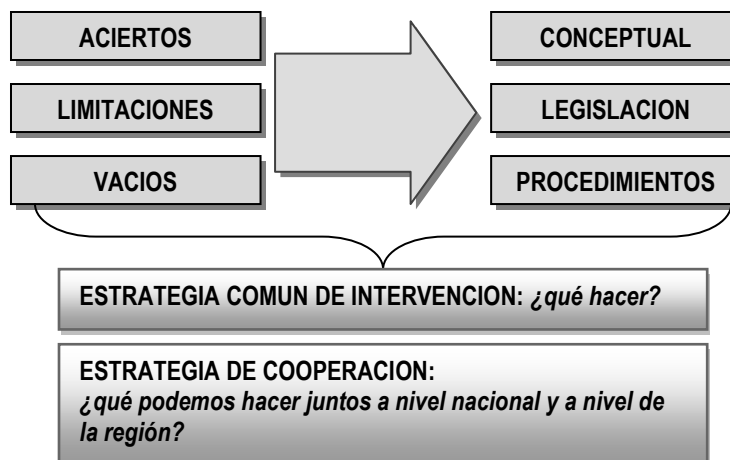 ACIERTOS
LIMITACIONES
VACIOS
CONCEPTUAL
LEGISLACION
PROCEDIMIENTOS
ESTRATEGIA COMUN DE INTERVENCION: ¿qué hacer?
ESTRATEGIA DE COOPERACION:
¿qué podemos hacer juntos a nivel nacional y a nivel de
la región?